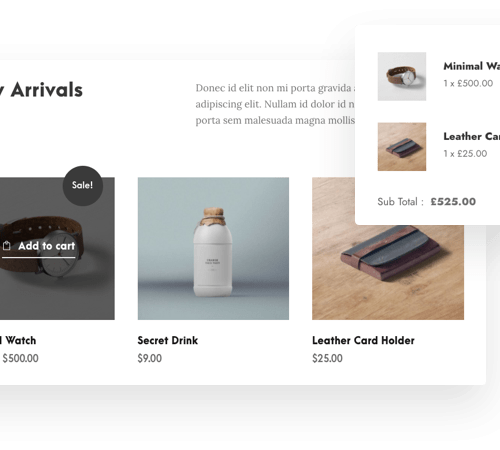 Arrivals
Donec id elit non mi porta gravida
adipiscing elit. Nullam id dolor id
porta sem malesuada magna mollis
Minimal
1 x £500.00
Leather
1 x £25.00
Sub Total : £525.00
Sale!
Add to cart
Watch
$500.00
Secret Drink
$9.00
Leather Card Holder
$25.00